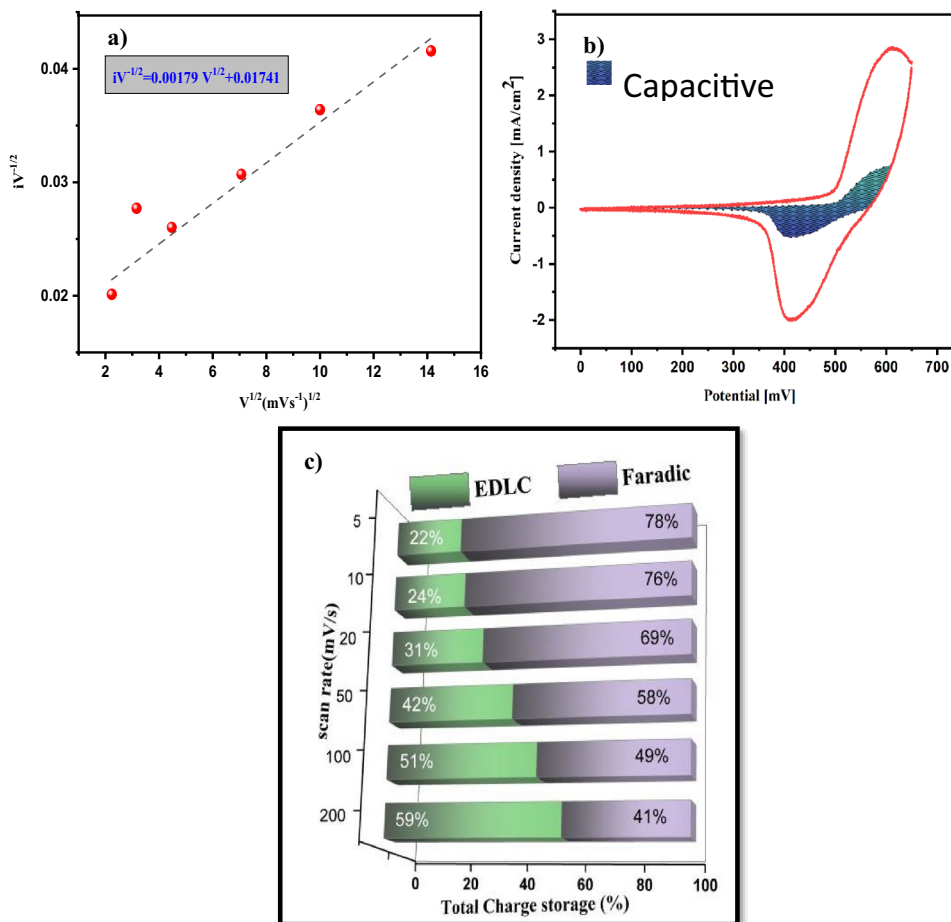 a)
iV⁻¹/²=0.00179 V¹/²+0.01741
0.04
0.03
0.02
iV⁻¹/²
2 4 6 8 10 12 14 16
V¹/²(mVs⁻¹)¹/²
b)
Capacitive
3
2
1
0
-1
-2
Current density [mA/cm²]
0 100 200 300 400 500 600 700
Potential [mV]
c)
EDLC Faradic
5 22% 78%
10 24% 76%
20 31% 69%
50 42% 58%
100 51% 49%
200 59% 41%
scan rate(mV/s)
0 20 40 60 80 100
Total Charge storage (%)